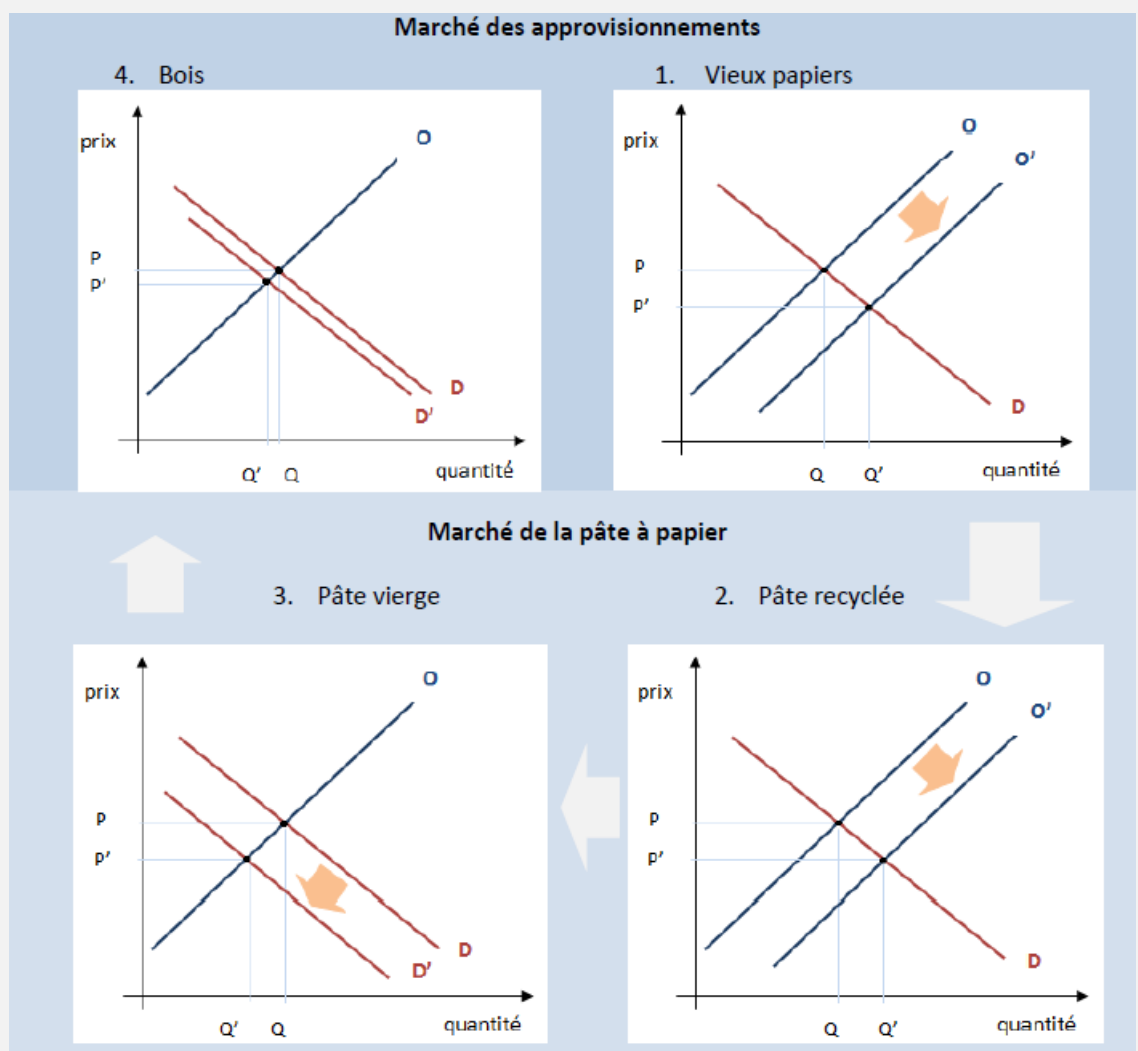 Marché des approvisionnements
4. Bois
prix
O
P
P'
D
D'
Q' Q
quantité
1. Vieux papiers
prix
O
O'
P
P'
D
Q Q'
quantité
Marché de la pâte à papier
3. Pâte vierge
prix
O
P
P'
D
D'
Q' Q
quantité
2. Pâte recyclée
prix
O
O'
P
P'
D
Q Q'
quantité